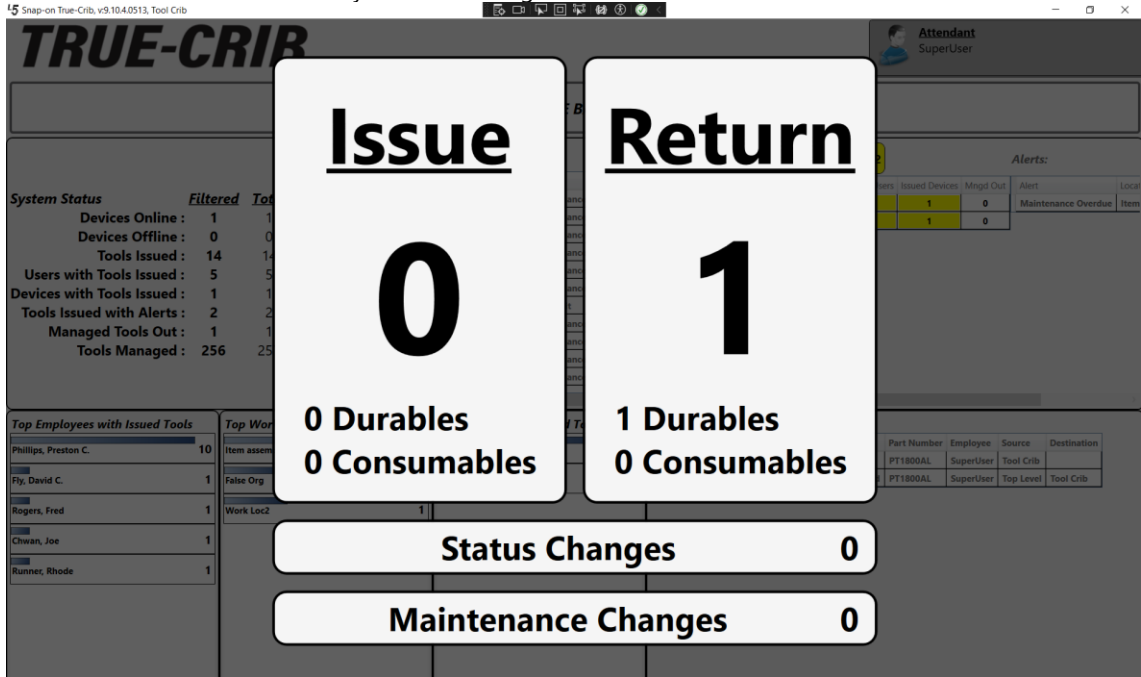 Snap-on True-Crib, v:9.10.4.0513, Tool Crib
TRUE-CRIB
Attendant
SuperUser
Issue
0
0 Durables
0 Consumables
Return
1
1 Durables
0 Consumables
Status Changes 0
Maintenance Changes 0
System Status Filtered
Devices Online : 1
Devices Offline : 0
Tools Issued : 14
Users with Tools Issued : 5
Devices with Tools Issued : 1
Tools Issued with Alerts : 2
Managed Tools Out : 1
Tools Managed : 256
Issued Devices Mngd Out
1 0
1 0
Alerts:
Alert
Maintenance Overdue Item
Top Employees with Issued Tools
Phillips, Preston C. 10
Fly, David C. 1
Rogers, Fred 1
Chwan, Joe 1
Runner, Rhode 1
Top
Item
False Org
Work Loc2 1
Part Number Employee Source Destination
PT1800AL SuperUser Tool Crib
PT1800AL SuperUser Top Level Tool Crib